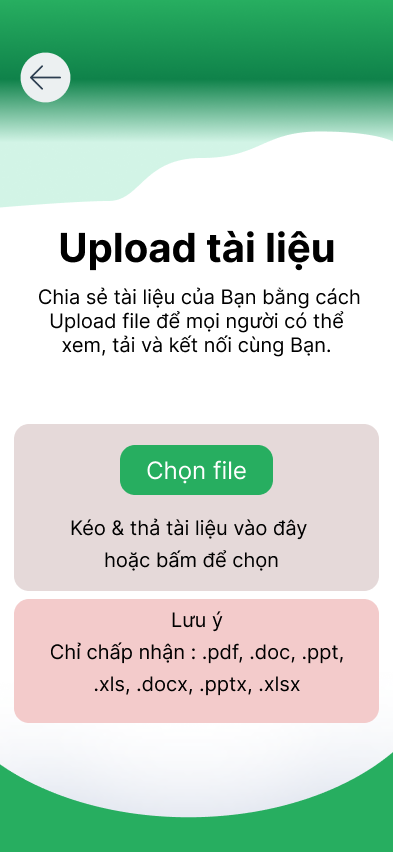 Upload tài liệu
Chia sẻ tài liệu của Bạn bằng cách
Upload file để mọi người có thể
xem, tải và kết nối cùng Bạn.
Chọn file
Kéo & thả tài liệu vào đây
hoặc bấm để chọn
Lưu ý
Chỉ chấp nhận : .pdf, .doc, .ppt,
.xls, .docx, .pptx, .xlsx